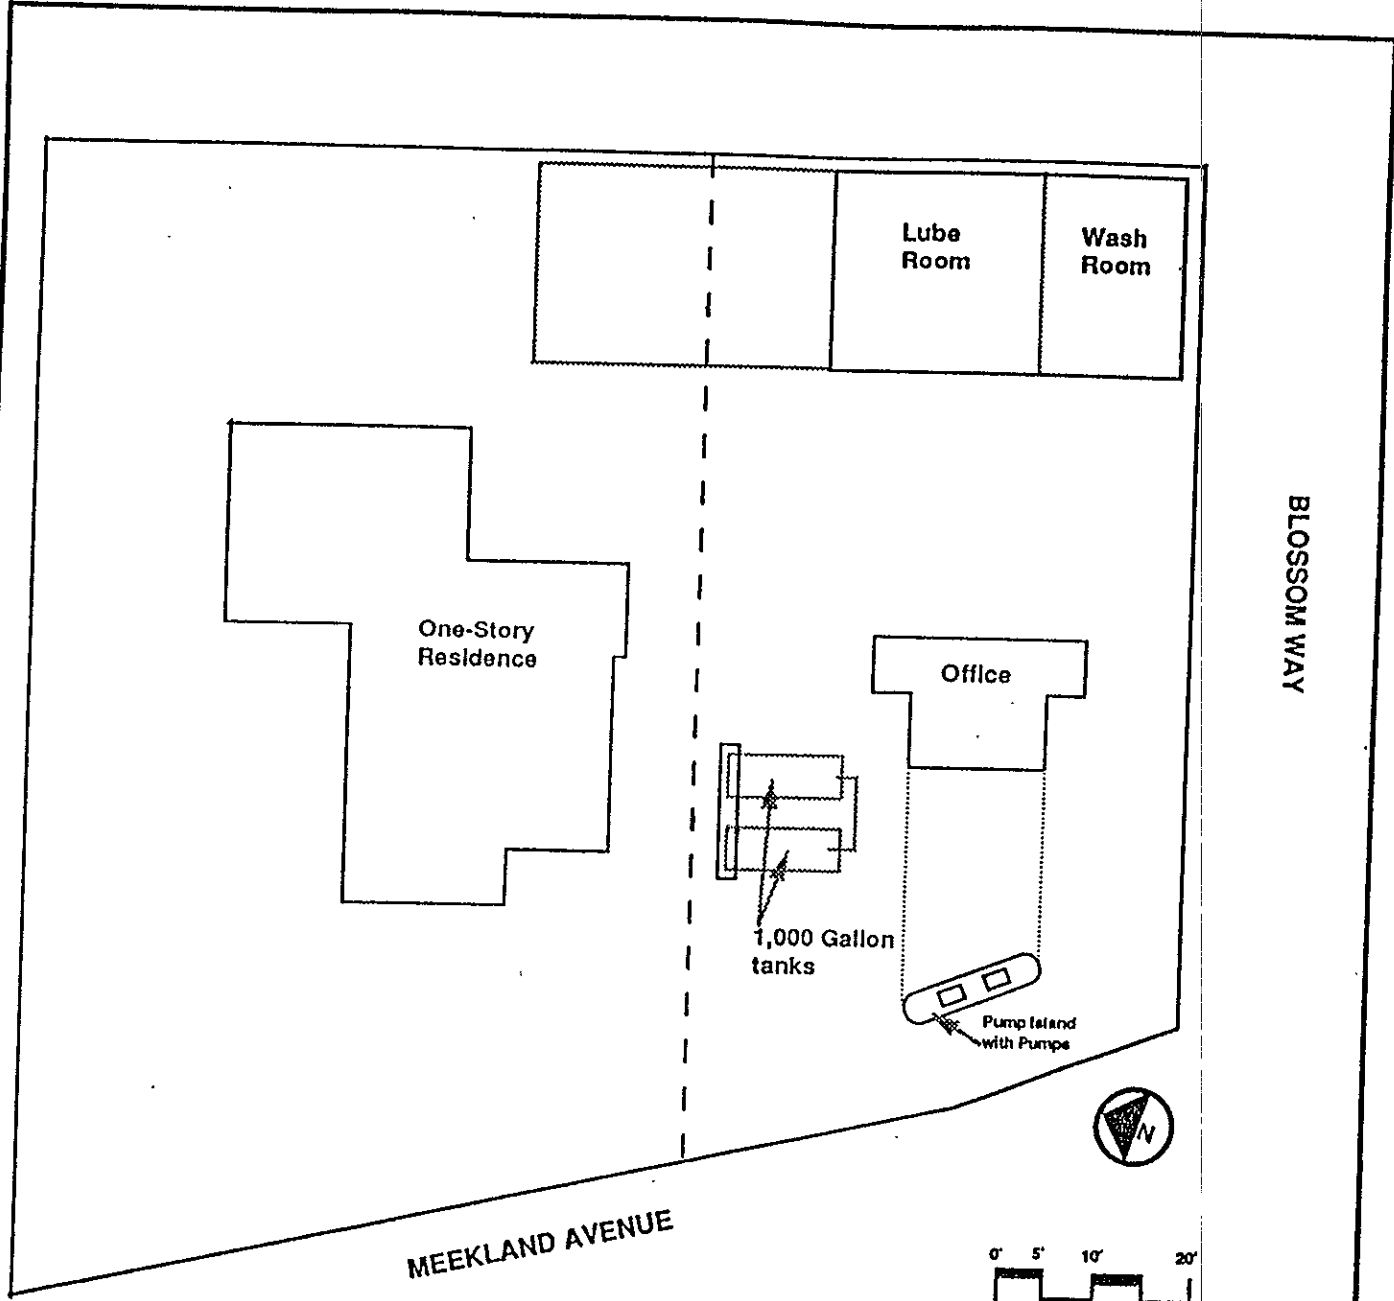 Lube
Room
Wash
Room
BLOSSOM WAY
One-Story
Residence
Office
1,000 Gallon
tanks
Pump Island
with Pumps
N
MEEKLAND AVENUE
0' 5' 10' 20'